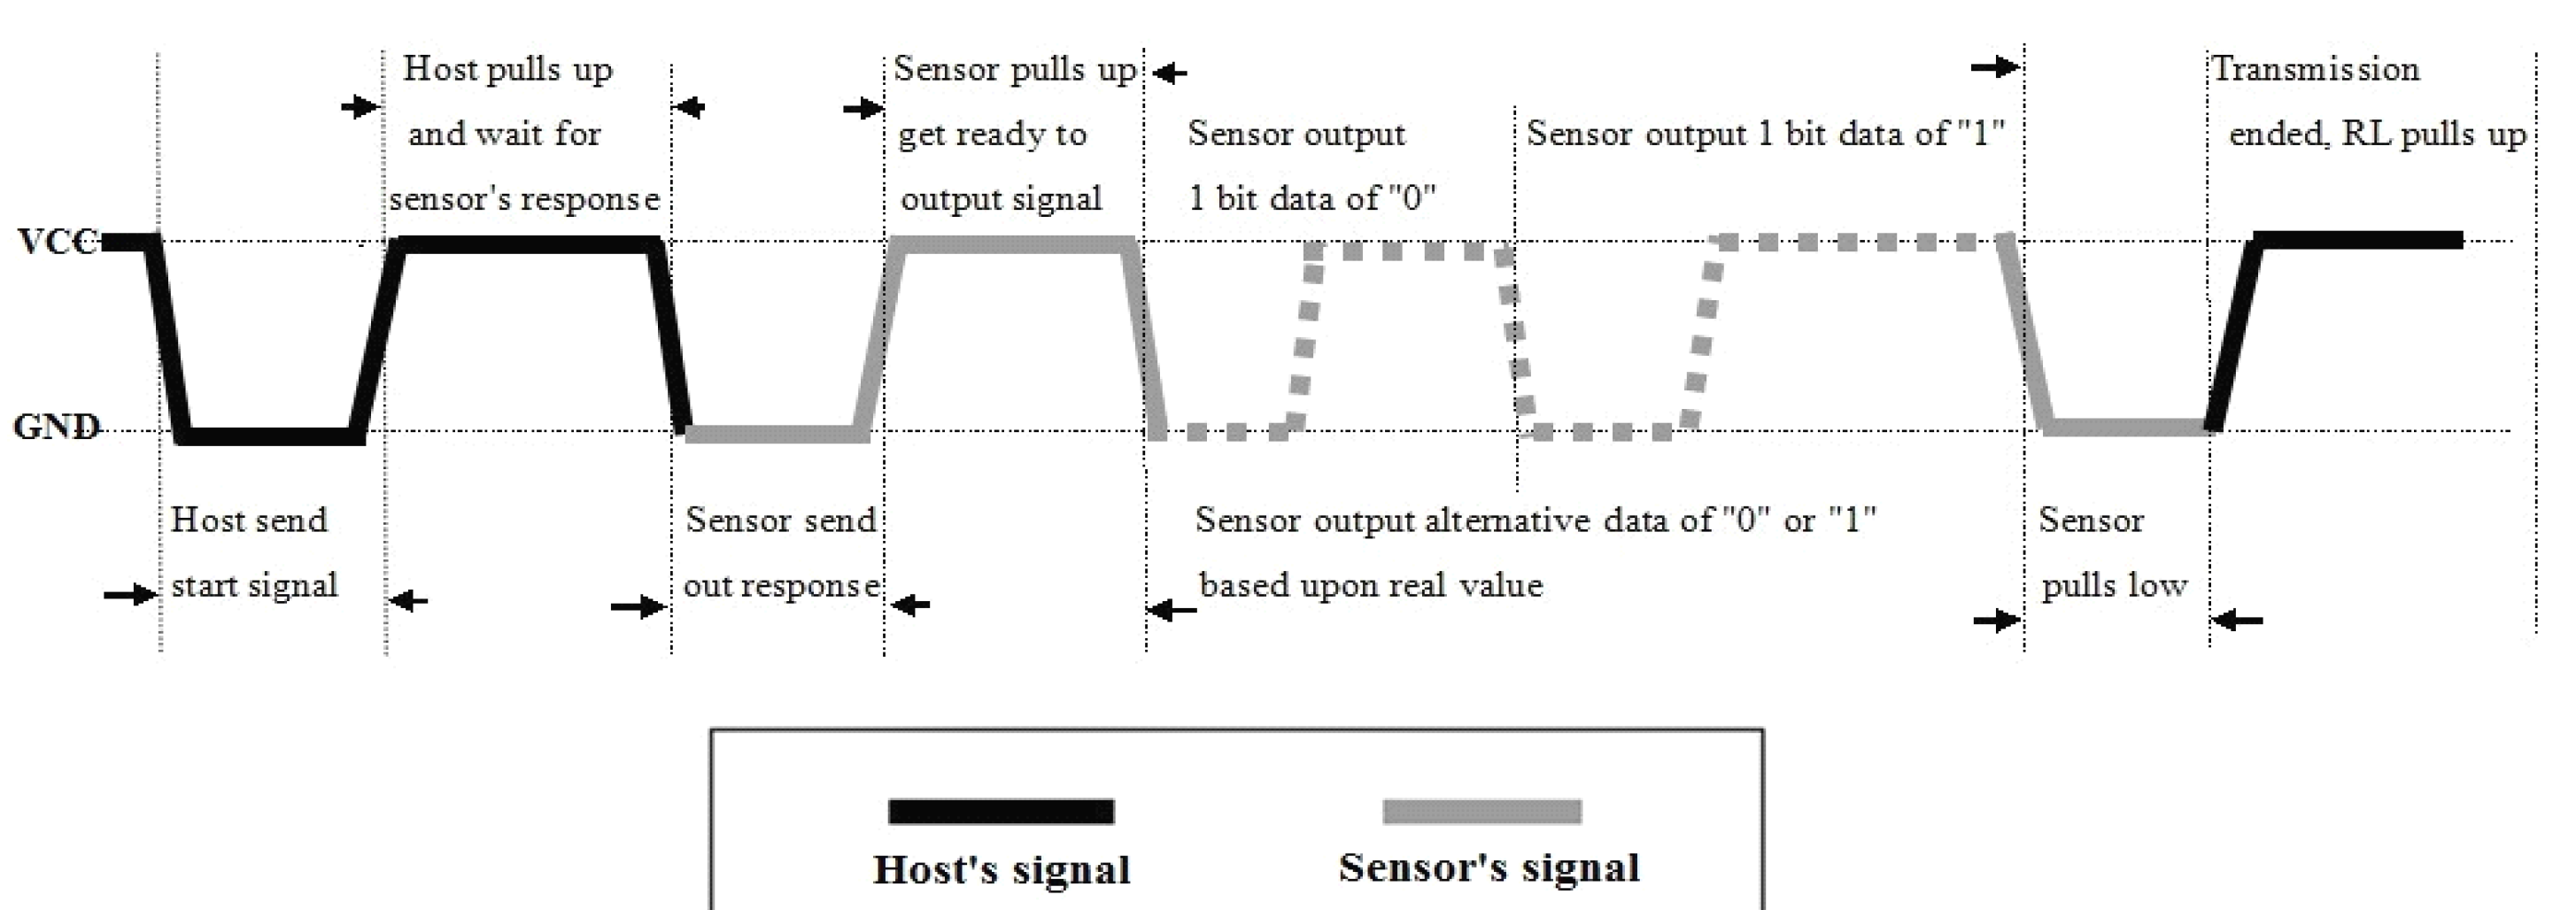 Host pulls up
and wait for
sensor's response
Sensor pulls up
get ready to
output signal
Sensor output
1 bit data of "0"
Sensor output 1 bit data of "1"
Transmission
ended, RL pulls up
VCC
GND
Host send
start signal
Sensor send
out response
Sensor output alternative data of "0" or "1"
based upon real value
Sensor
pulls low
Host's signal
Sensor's signal